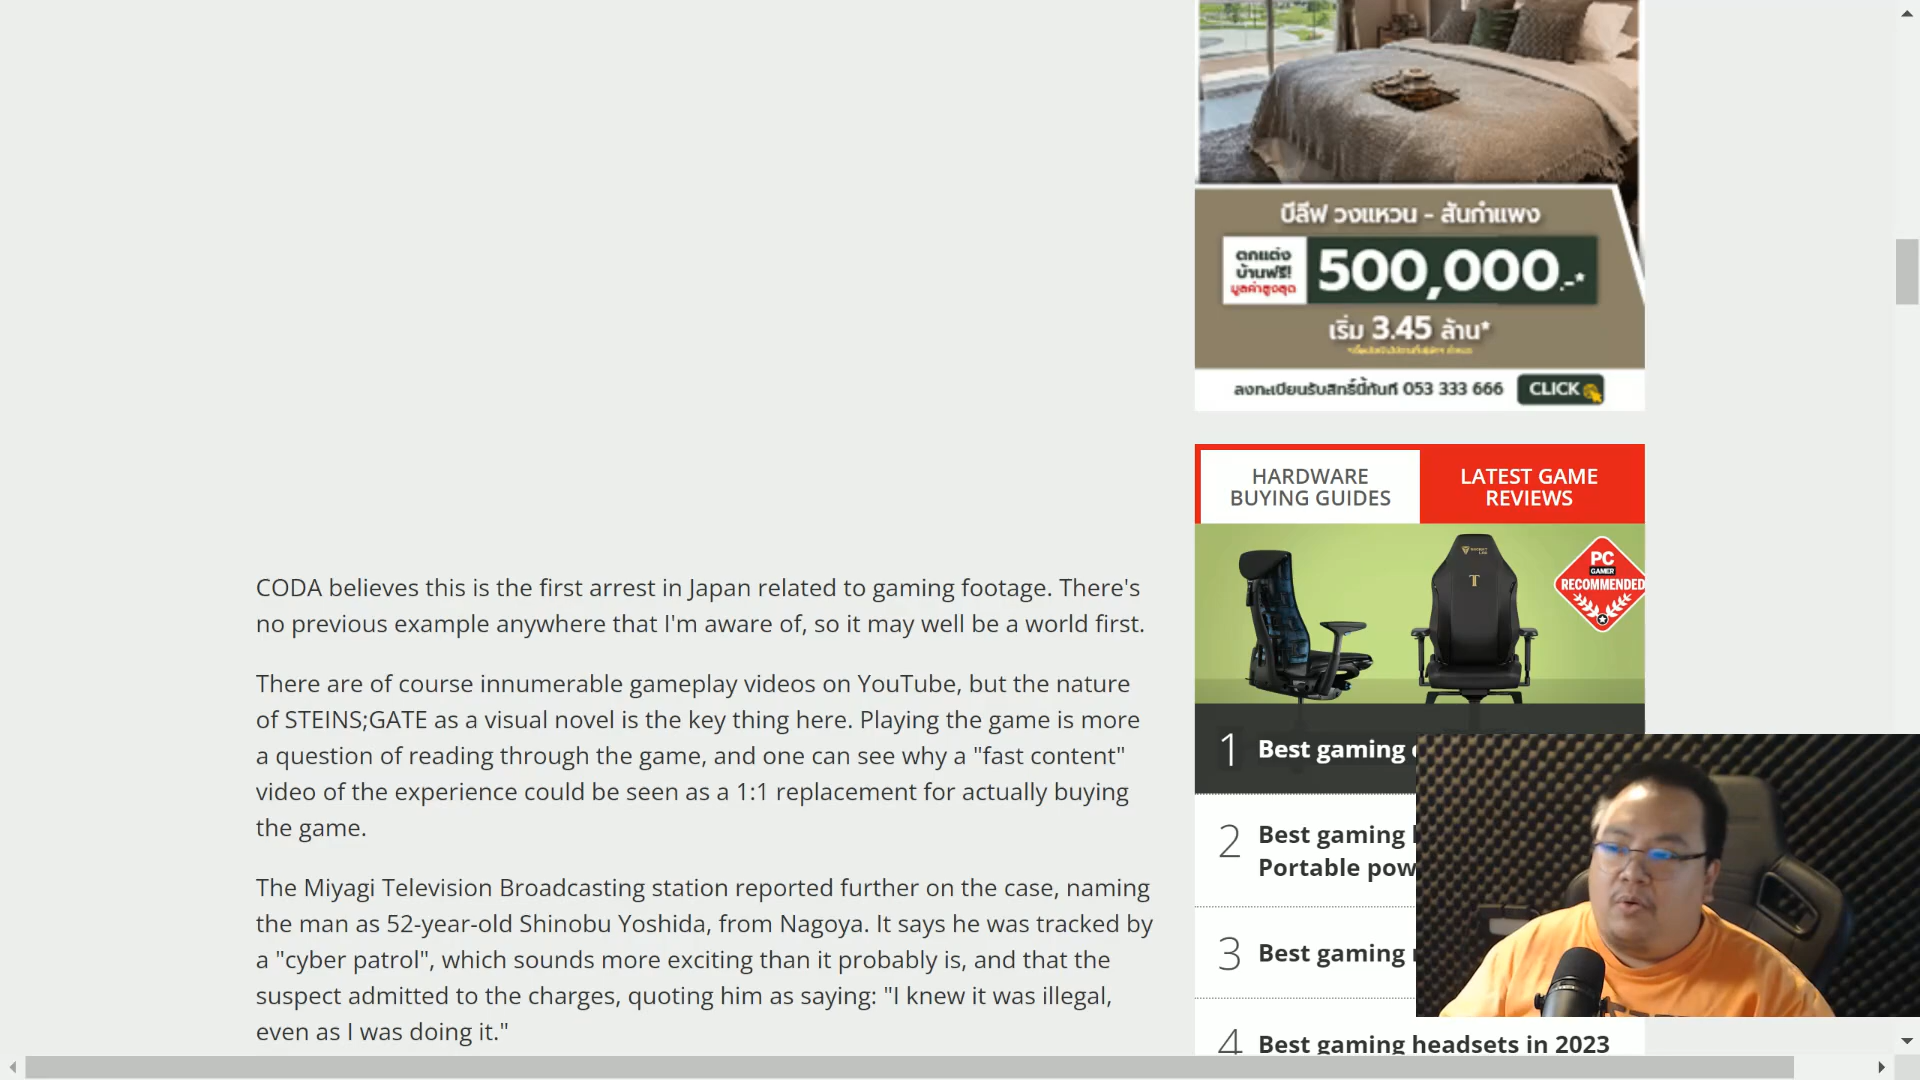 CODA believes this is the first arrest in Japan related to gaming footage. There's
no previous example anywhere that I'm aware of, so it may well be a world first.
There are of course innumerable gameplay videos on YouTube, but the nature
of STEINS;GATE as a visual novel is the key thing here. Playing the game is more
a question of reading through the game, and one can see why a "fast content"
video of the experience could be seen as a 1:1 replacement for actually buying
the game.
The Miyagi Television Broadcasting station reported further on the case, naming
the man as 52-year-old Shinobu Yoshida, from Nagoya. It says he was tracked by
a "cyber patrol", which sounds more exciting than it probably is, and that the
suspect admitted to the charges, quoting him as saying: "I knew it was illegal,
even as I was doing it."
บีลีฟ วงแหวน - สันกำแพง
ตกแต่ง
บ้านฟรี!
มูลค่าสูงสุด
500,000.-*
เริ่ม 3.45 ล้าน*
ลงทะเบียนรับสิทธิ์นี้ทันที 053 333 666 CLICK
HARDWARE
BUYING GUIDES
LATEST GAME
REVIEWS
PC
GAMER
RECOMMENDED
1 Best gaming
2 Best gaming
Portable pow
3 Best gaming
4 Best gaming headsets in 2023